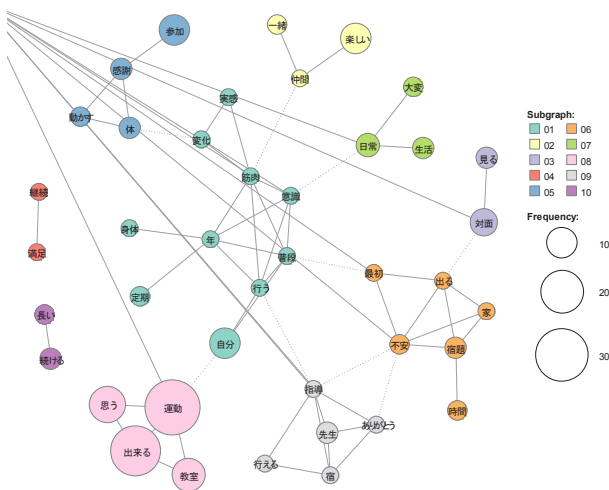 参加
一緒
楽しい
感謝
仲間
大変
実感
動かす
体
変化
日常
生活
見る
筋肉
継続
意識
身体
年
対面
満足
普段
最初
出る
定期
行う
長い
家
自分
不安
宿題
続ける
指導
思う
運動
時間
ありがとう
先生
出来る
行える
教室
宿
Subgraph:
01 06
02 07
03 08
04 09
05 10
Frequency:
10
20
30